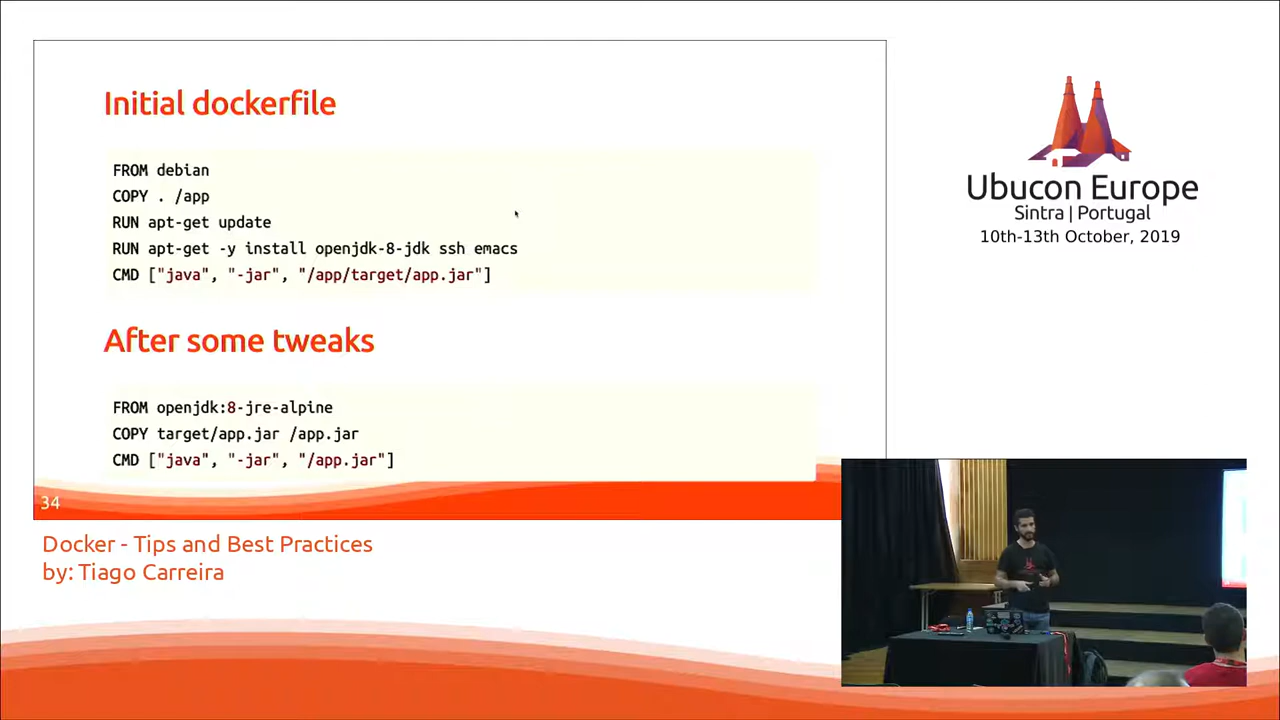 Initial dockerfile
FROM debian
COPY . /app
RUN apt-get update
RUN apt-get -y install openjdk-8-jdk ssh emacs
CMD ["java", "-jar", "/app/target/app.jar"]
After some tweaks
FROM openjdk:8-jre-alpine
COPY target/app.jar /app.jar
CMD ["java", "-jar", "/app.jar"]
34
Docker - Tips and Best Practices
by: Tiago Carreira
Ubucon Europe
Sintra | Portugal
10th-13th October, 2019